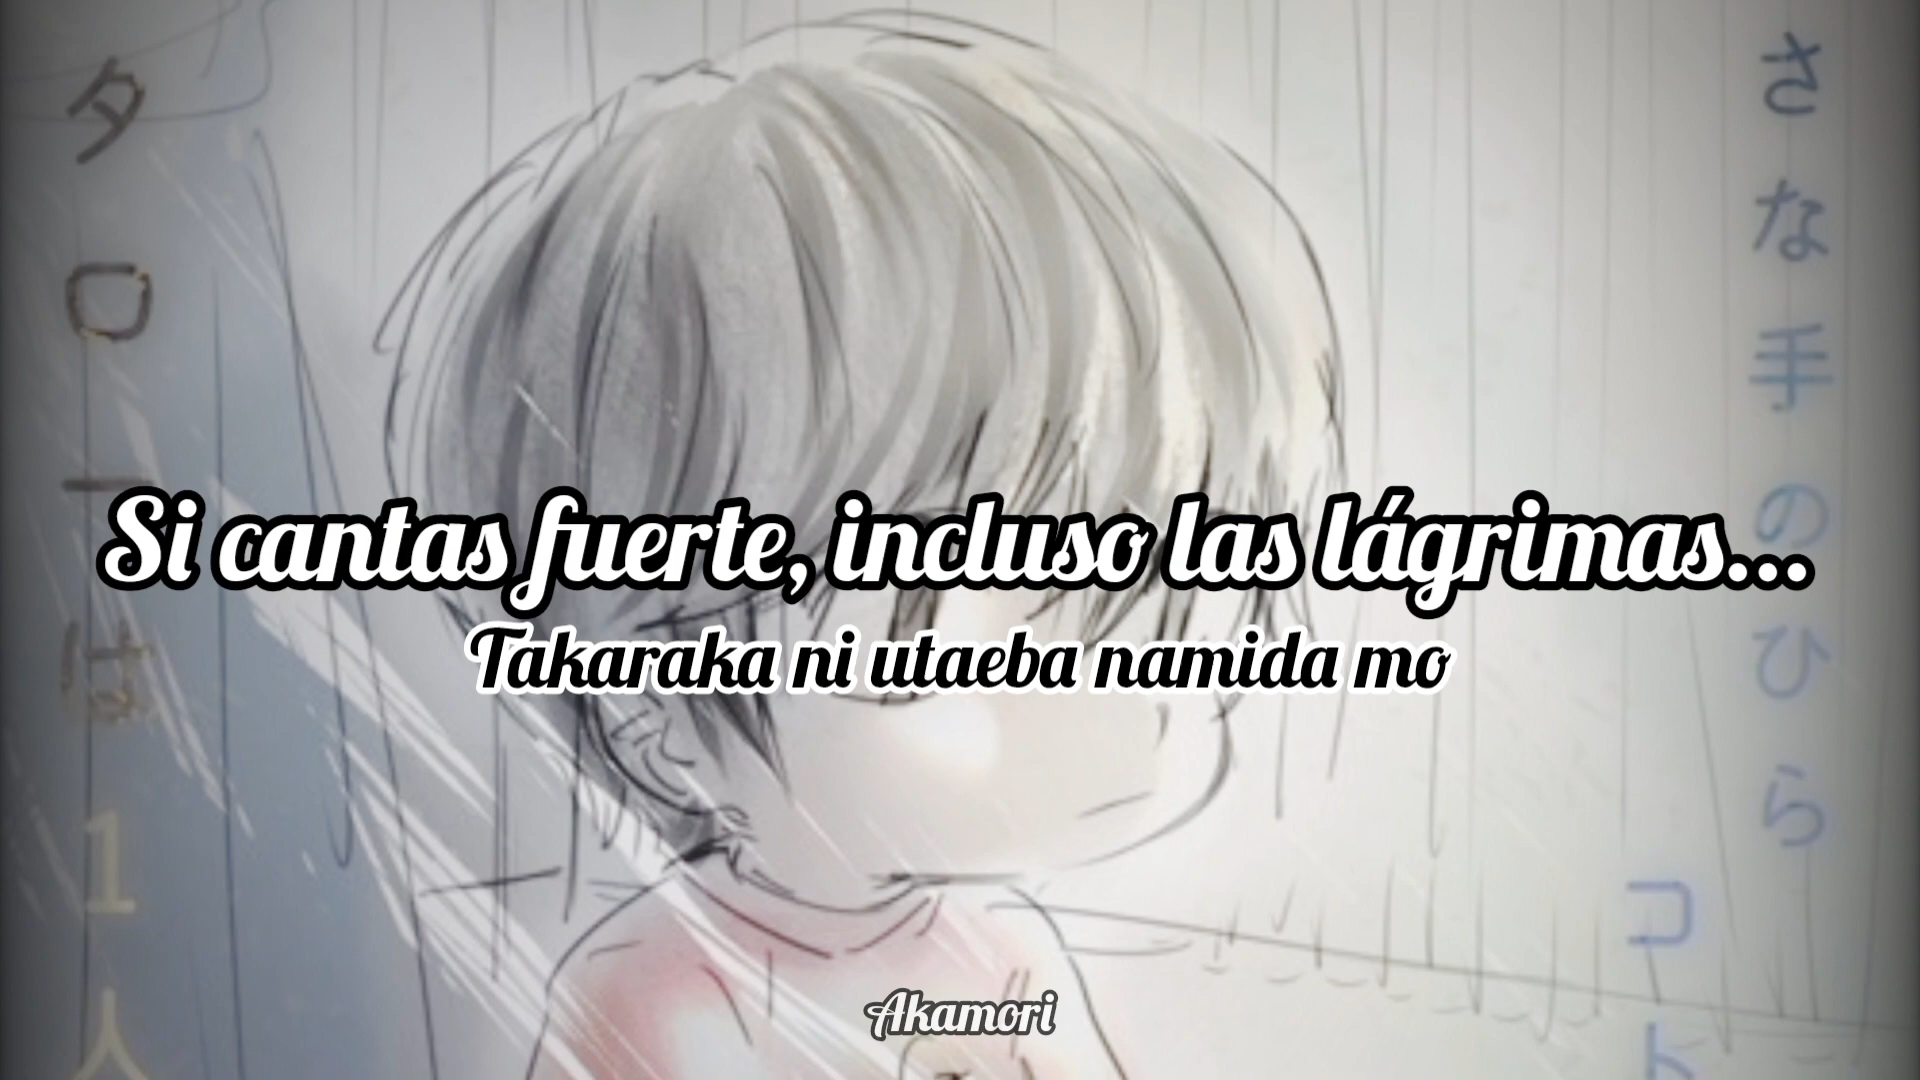 さな手のひら
コト
タローは1人
Si cantas fuerte, incluso las lágrimas...
Takaraka ni utaeba namida mo
Akamori